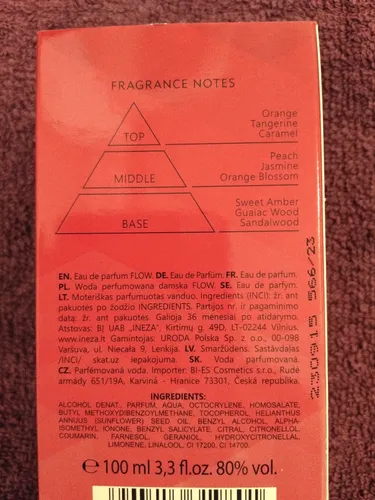 FRAGRANCE NOTES
TOP
Orange
Tangerine
Caramel
MIDDLE
Peach
Jasmine
Orange Blossom
BASE
Sweet Amber
Guaiac Wood
Sandalwood
EN. Eau de parfum FLOW. DE. Eau de Parfum. FR. Eau de parfum.
PL. Woda perfumowana damska FLOW. SE. Eau de parfum.
LT. Moteriškas parfumuotas vanduo. Ingredients (INCI): žr. ant
pakuotės po žodžio INGREDIENTS. Partijos nr. ir pagaminimo
data: žr. ant pakuotės. Galioja 36 mėnesiai po atidarymo.
Atstovas: BJ UAB „INEZA", Kirtimų g. 49D, LT-02244 Vilnius,
www.ineza.lt Gamintojas: URODA Polska Sp. z o.o, 00-098
Varšuva, ul. Niecała 9, Lenkija. LV. Smaržūdens. Sastāvdaļas
/INCI/ skat.uz iepakojuma. SK. Voda parfumovaná.
CZ. Parfémovaná voda. Importer: BI-ES Cosmetics s.r.o., Rudé
armády 651/19A, Karviná - Hranice 73301, Česká republika.
INGREDIENTS:
ALCOHOL DENAT., PARFUM, AQUA, OCTOCRYLENE, HOMOSALATE,
BUTYL METHOXYDIBENZOYLMETHANE, TOCOPHEROL, HELIANTHUS
ANNUUS (SUNFLOWER) SEED OIL, BENZYL ALCOHOL, ALPHA-
ISOMETHYL IONONE, BENZYL SALICYLATE, CITRAL, CITRONELLOL,
COUMARIN, FARNESOL, GERANIOL, HYDROXYCITRONELLAL,
LIMONENE, LINALOOL, CI 17200, CI 14700.
℮ 100 ml 3,3 fl.oz. 80% vol.
230915 566/23